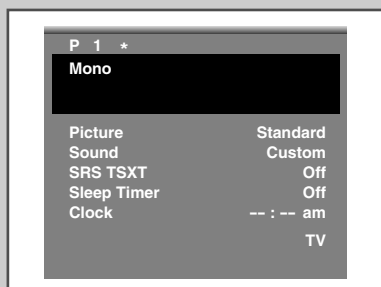 P 1 *
Mono
Picture Standard
Sound Custom
SRS TSXT Off
Sleep Timer Off
Clock -- : -- am
TV